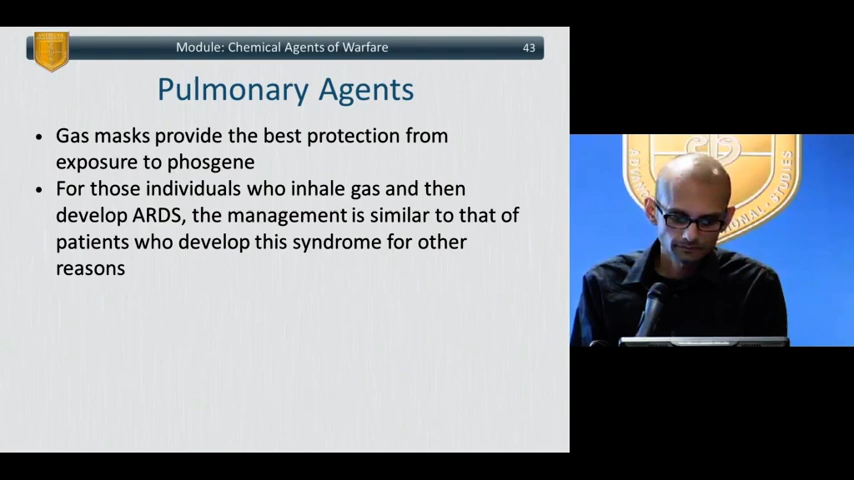 Module: Chemical Agents of Warfare 43
Pulmonary Agents
• Gas masks provide the best protection from
exposure to phosgene
• For those individuals who inhale gas and then
develop ARDS, the management is similar to that of
patients who develop this syndrome for other
reasons
STUDIES